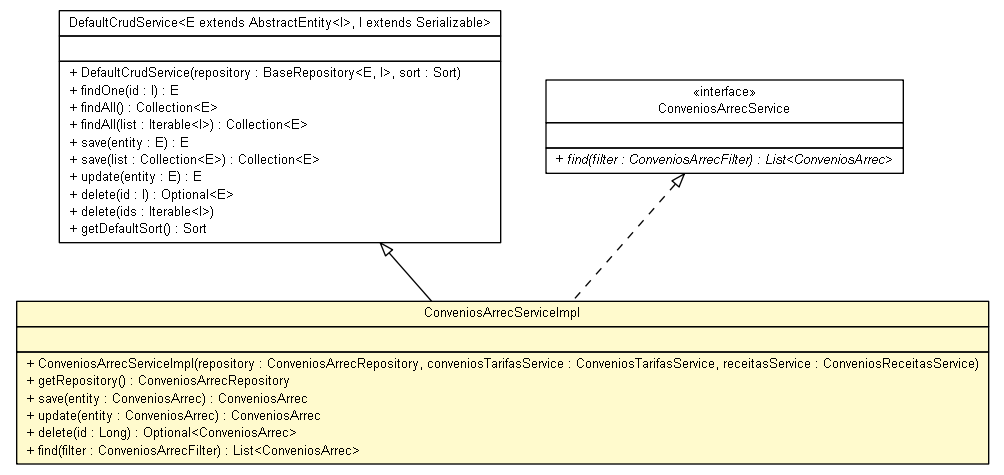 DefaultCrudService<E extends AbstractEntity<I>, I extends Serializable>
+ DefaultCrudService(repository : BaseRepository<E, I>, sort : Sort)
+ findOne(id : I) : E
+ findAll() : Collection<E>
+ findAll(list : Iterable<I>) : Collection<E>
+ save(entity : E) : E
+ save(list : Collection<E>) : Collection<E>
+ update(entity : E) : E
+ delete(id : I) : Optional<E>
+ delete(ids : Iterable<I>)
+ getDefaultSort() : Sort
«interface»
ConveniosArrecService
+ find(filter : ConveniosArrecFilter) : List<ConveniosArrec>
ConveniosArrecServiceImpl
+ ConveniosArrecServiceImpl(repository : ConveniosArrecRepository, conveniosTarifasService : ConveniosTarifasService, receitasService : ConveniosReceitasService)
+ getRepository() : ConveniosArrecRepository
+ save(entity : ConveniosArrec) : ConveniosArrec
+ update(entity : ConveniosArrec) : ConveniosArrec
+ delete(id : Long) : Optional<ConveniosArrec>
+ find(filter : ConveniosArrecFilter) : List<ConveniosArrec>